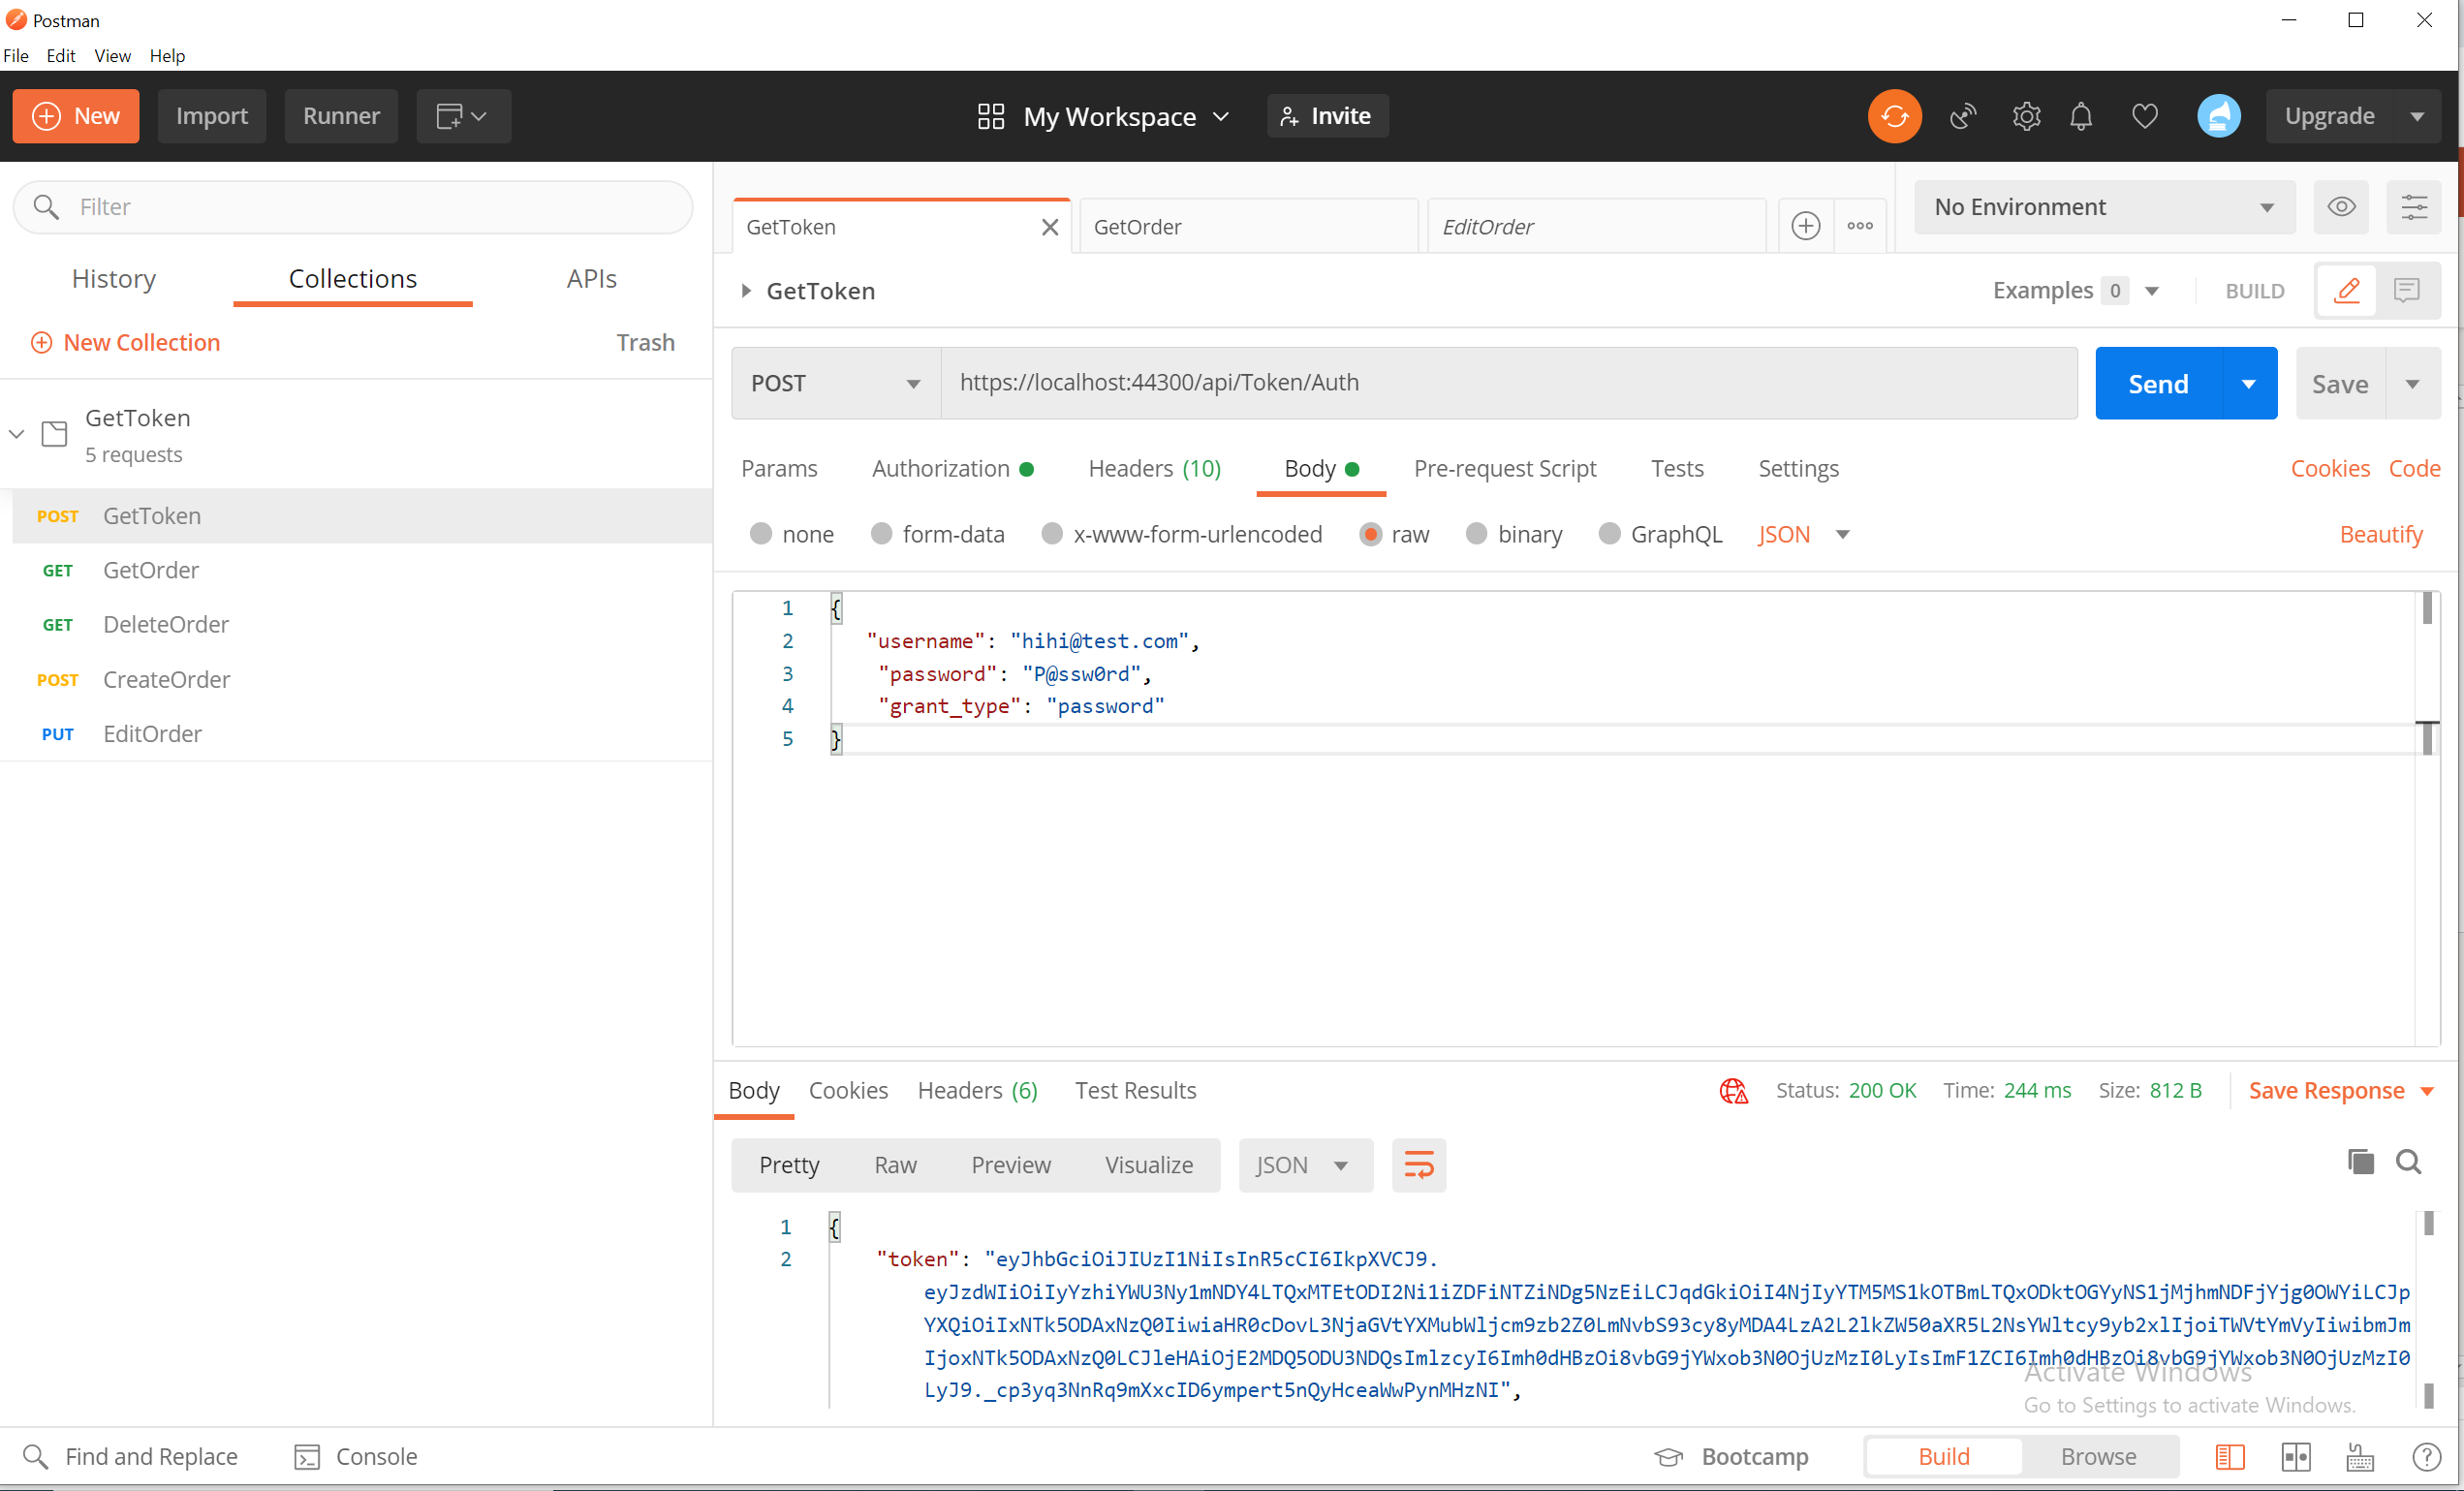 Postman
File Edit View Help
New Import Runner My Workspace Invite Upgrade
Filter
History Collections APIs
New Collection Trash
GetToken
5 requests
POST GetToken
GET GetOrder
GET DeleteOrder
POST CreateOrder
PUT EditOrder
GetToken GetOrder EditOrder No Environment
GetToken Examples 0 BUILD
POST https://localhost:44300/api/Token/Auth Send Save
Params Authorization Headers (10) Body Pre-request Script Tests Settings Cookies Code
none form-data x-www-form-urlencoded raw binary GraphQL JSON Beautify
1 {
2 "username": "hihi@test.com",
3 "password": "P@ssw0rd",
4 "grant_type": "password"
5 }
Body Cookies Headers (6) Test Results Status: 200 OK Time: 244 ms Size: 812 B Save Response
Pretty Raw Preview Visualize JSON
1 {
2 "token": "eyJhbGciOiJIUzI1NiIsInR5cCI6IkpXVCJ9.
eyJzdWIiOiIyYzhiYWU3Ny1mNDY4LTQxMTEtODI2Ni1iZDFiNTZiNDg5NzEiLCJqdGkiOiI4NjIyYTM5MS1kOTBmLTQxODktOGYyNS1jMjhmNDFjYjg0OWYiLCJp
YXQiOiIxNTk5ODAxNzQ0IiwiaHR0cDovL3NjaGVtYXMubWljcm9zb2Z0LmNvbS93cy8yMDA4LzA2L2lkZW50aXR5L2NsYWltcy9yb2xlIjoiTWVtYmVyIiwibmJm
IjoxNTk5ODAxNzQ0LCJleHAiOjE2MDQ5ODU3NDQsImlzcyI6Imh0dHBzOi8vbG9jYWxob3N0OjUzMzI0LyIsImF1ZCI6Imh0dHBzOi8vbG9jYWxob3N0OjUzMzI0
LyJ9._cp3yq3NnRq9mXxcID6ympert5nQyHceaWwPynMHzNI",
Activate Windows
Go to Settings to activate Windows.
Find and Replace Console Bootcamp Build Browse